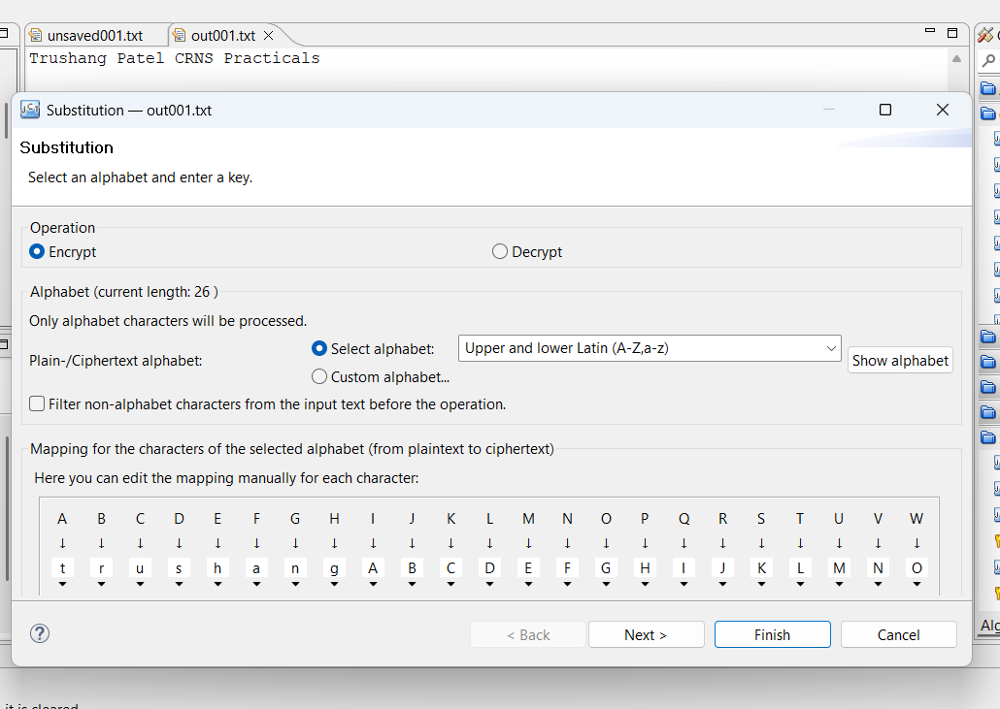 unsaved001.txt out001.txt
Trushang Patel CRNS Practicals
Substitution — out001.txt
Substitution
Select an alphabet and enter a key.
Operation
Encrypt Decrypt
Alphabet (current length: 26 )
Only alphabet characters will be processed.
Plain-/Ciphertext alphabet:
Select alphabet: Upper and lower Latin (A-Z,a-z)
Show alphabet
Custom alphabet...
Filter non-alphabet characters from the input text before the operation.
Mapping for the characters of the selected alphabet (from plaintext to ciphertext)
Here you can edit the mapping manually for each character:
A B C D E F G H I J K L M N O P Q R S T U V W
t r u s h a n g A B C D E F G H I J K L M N O
? < Back Next > Finish Cancel
it is cleared